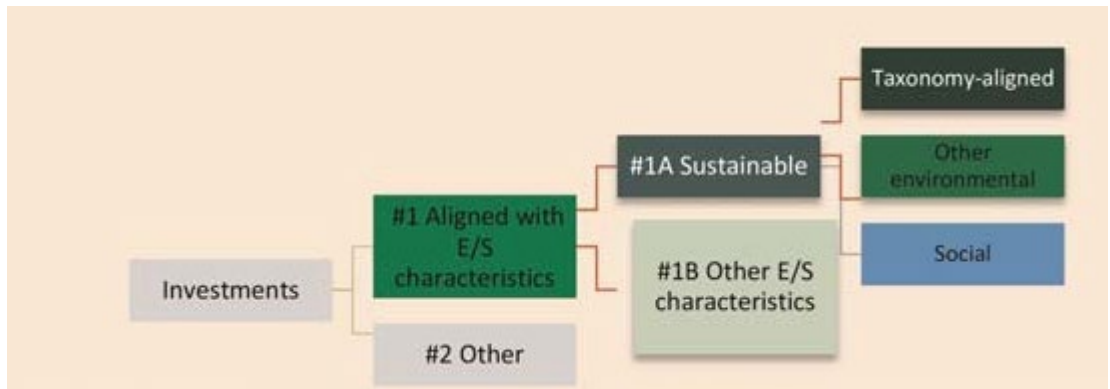 Investments
#1 Aligned with
E/S
characteristics
#2 Other
#1A Sustainable
#1B Other E/S
characteristics
Taxonomy-aligned
Other
environmental
Social